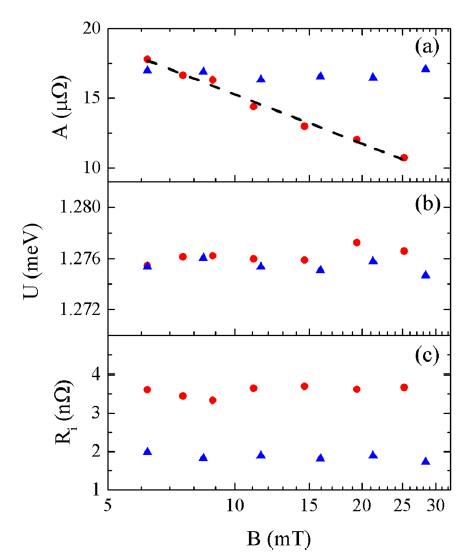 20
(a)
15
A (μΩ)
10
1.280
(b)
1.276
U (meV)
1.272
4
(c)
3
R_i (nΩ)
2
1
5 10 15 20 25 30
B (mT)